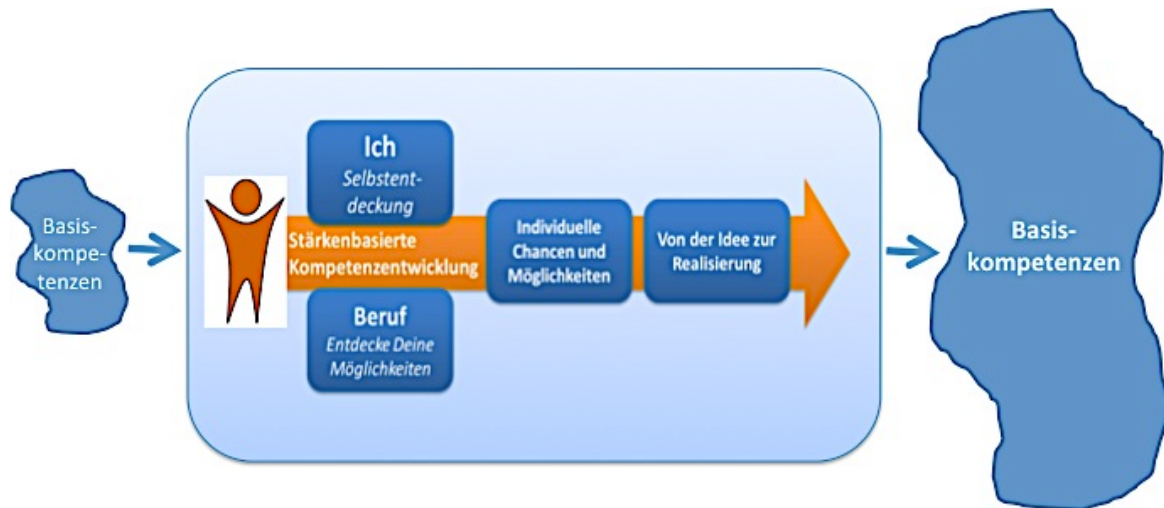 Basis-
kompe-
tenzen
Ich
Selbstent-
deckung
Stärkenbasierte
Kompetenzentwicklung
Beruf
Entdecke Deine
Möglichkeiten
Individuelle
Chancen und
Möglichkeiten
Von der Idee zur
Realisierung
Basis-
kompetenzen